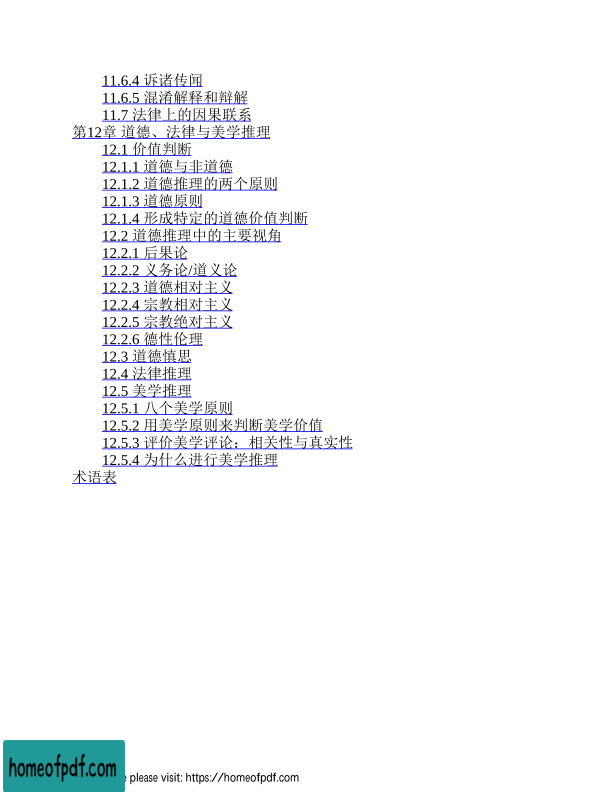 11.6.4 诉诸传闻
11.6.5 混淆解释和辩解
11.7 法律上的因果联系
第12章 道德、法律与美学推理
12.1 价值判断
12.1.1 道德与非道德
12.1.2 道德推理的两个原则
12.1.3 道德原则
12.1.4 形成特定的道德价值判断
12.2 道德推理中的主要视角
12.2.1 后果论
12.2.2 义务论/道义论
12.2.3 道德相对主义
12.2.4 宗教相对主义
12.2.5 宗教绝对主义
12.2.6 德性伦理
12.3 道德慎思
12.4 法律推理
12.5 美学推理
12.5.1 八个美学原则
12.5.2 用美学原则来判断美学价值
12.5.3 评价美学评论：相关性与真实性
12.5.4 为什么进行美学推理
术语表
homeofpdf.com
please visit: https://homeofpdf.com